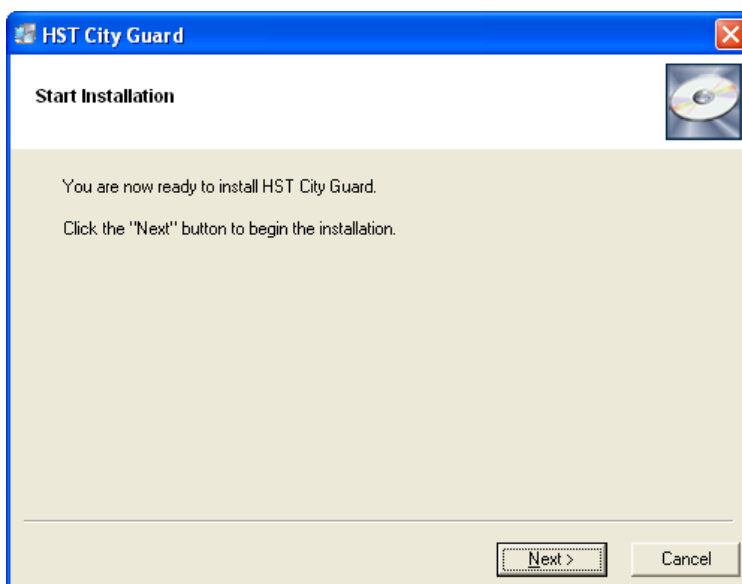 HST City Guard
Start Installation
You are now ready to install HST City Guard.
Click the "Next" button to begin the installation.
Next >
Cancel